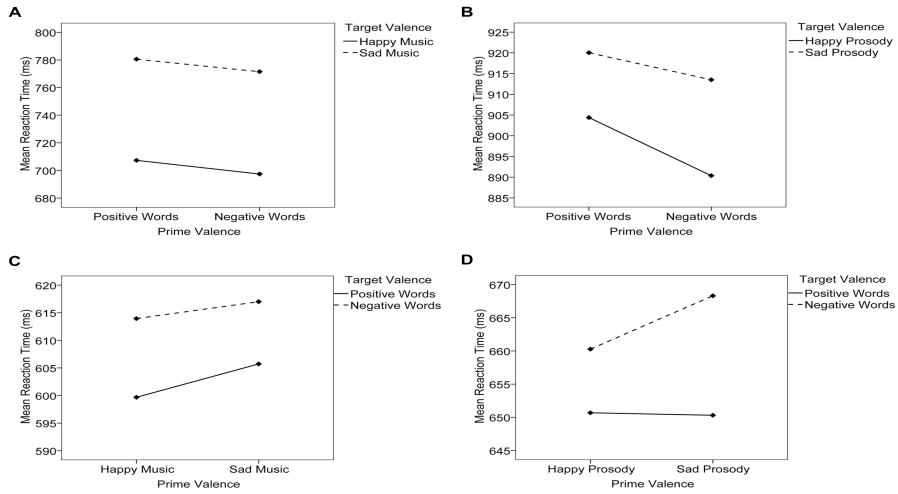 A
Target Valence
Happy Music
Sad Music
Mean Reaction Time (ms)
800
780
760
740
720
700
680
Positive Words Negative Words
Prime Valence
B
Target Valence
Happy Prosody
Sad Prosody
Mean Reaction Time (ms)
925
920
915
910
905
900
895
890
885
Positive Words Negative Words
Prime Valence
C
Target Valence
Positive Words
Negative Words
Mean Reaction Time (ms)
620
615
610
605
600
595
590
Happy Music Sad Music
Prime Valence
D
Target Valence
Positive Words
Negative Words
Mean Reaction Time (ms)
670
665
660
655
650
645
Happy Prosody Sad Prosody
Prime Valence